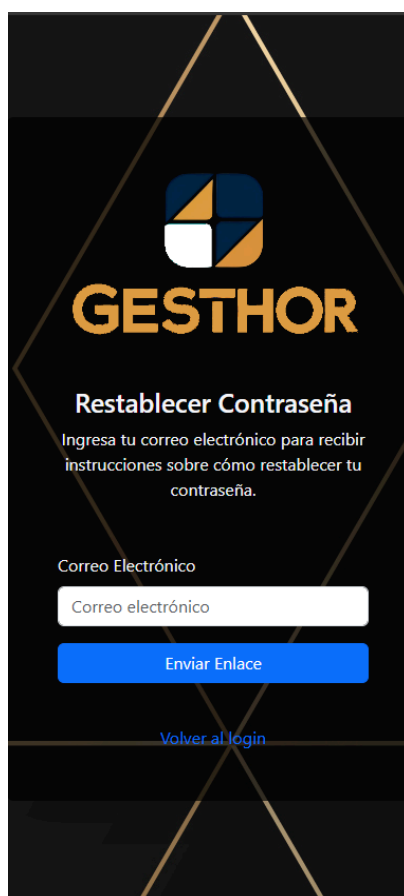 GESTHOR
Restablecer Contraseña
Ingresa tu correo electrónico para recibir
instrucciones sobre cómo restablecer tu
contraseña.
Correo Electrónico
Correo electrónico
Enviar Enlace
Volver al login